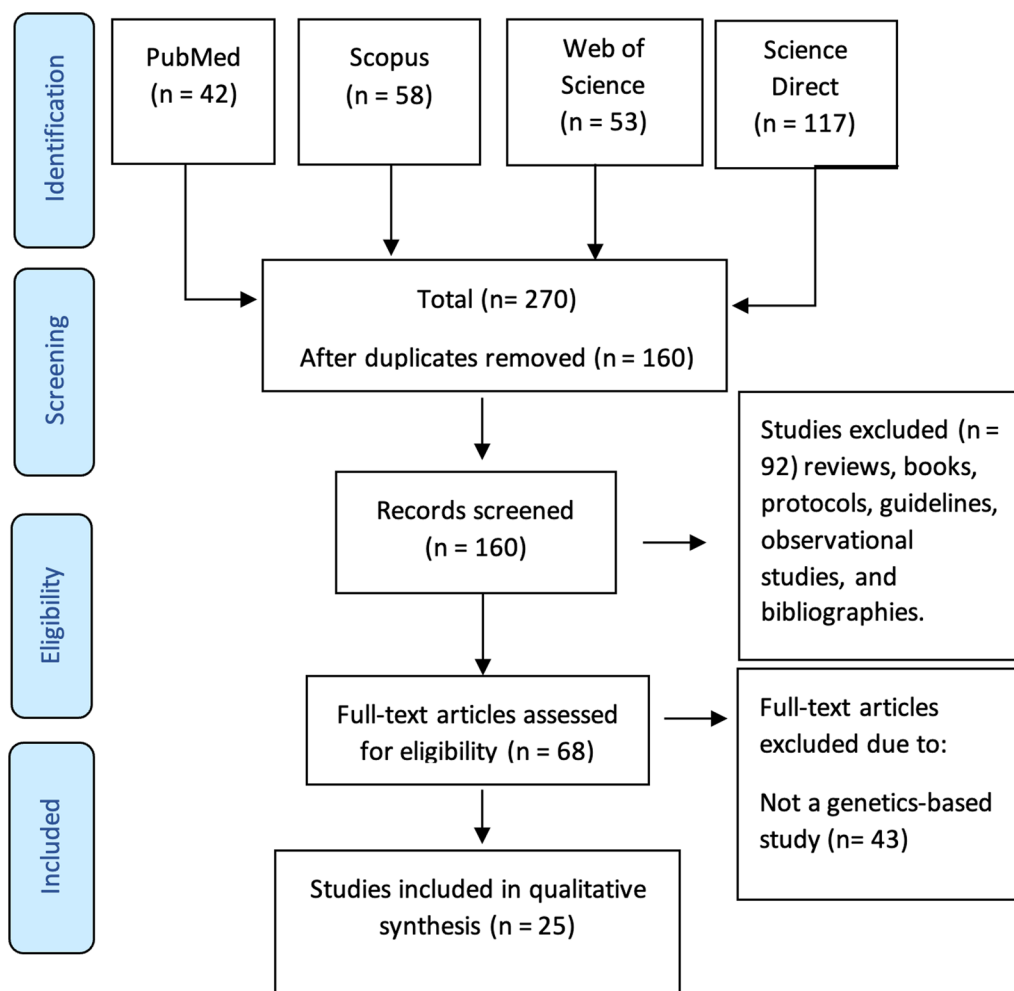 Identification
PubMed
(n = 42)
Scopus
(n = 58)
Web of
Science
(n = 53)
Science
Direct
(n = 117)
Screening
Total (n= 270)
After duplicates removed (n = 160)
Records screened
(n = 160)
Studies excluded (n =
92) reviews, books,
protocols, guidelines,
observational
studies, and
bibliographies.
Eligibility
Full-text articles assessed
for eligibility (n = 68)
Full-text articles
excluded due to:
Not a genetics-based
study (n= 43)
Included
Studies included in qualitative
synthesis (n = 25)